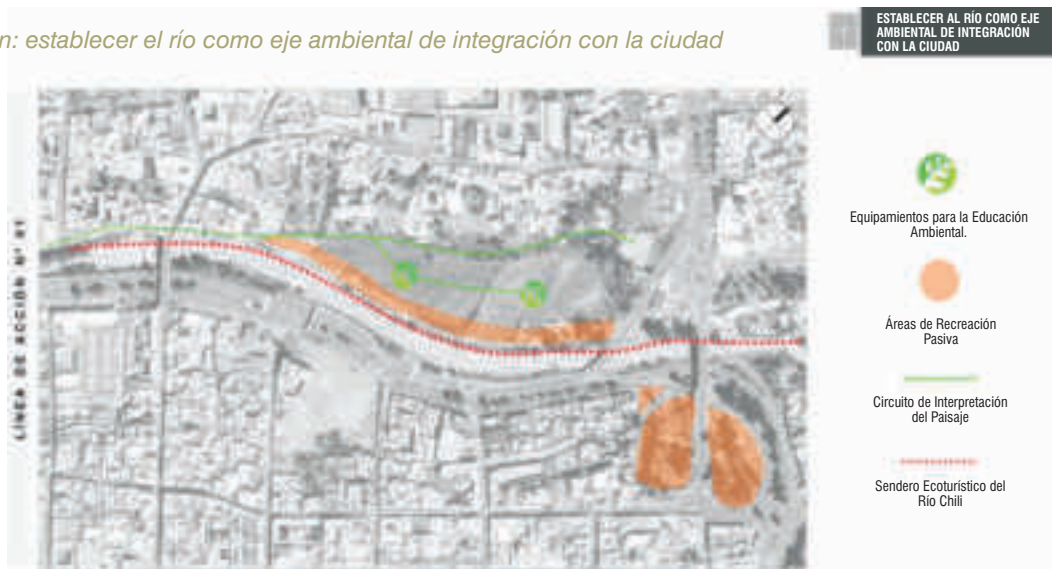 n: establecer el río como eje ambiental de integración con la ciudad
ESTABLECER AL RÍO COMO EJE
AMBIENTAL DE INTEGRACIÓN
CON LA CIUDAD
LÍNEA DE ACCIÓN Nº 01
Equipamientos para la Educación
Ambiental.
Áreas de Recreación
Pasiva
Circuito de Interpretación
del Paisaje
Sendero Ecoturístico del
Río Chili